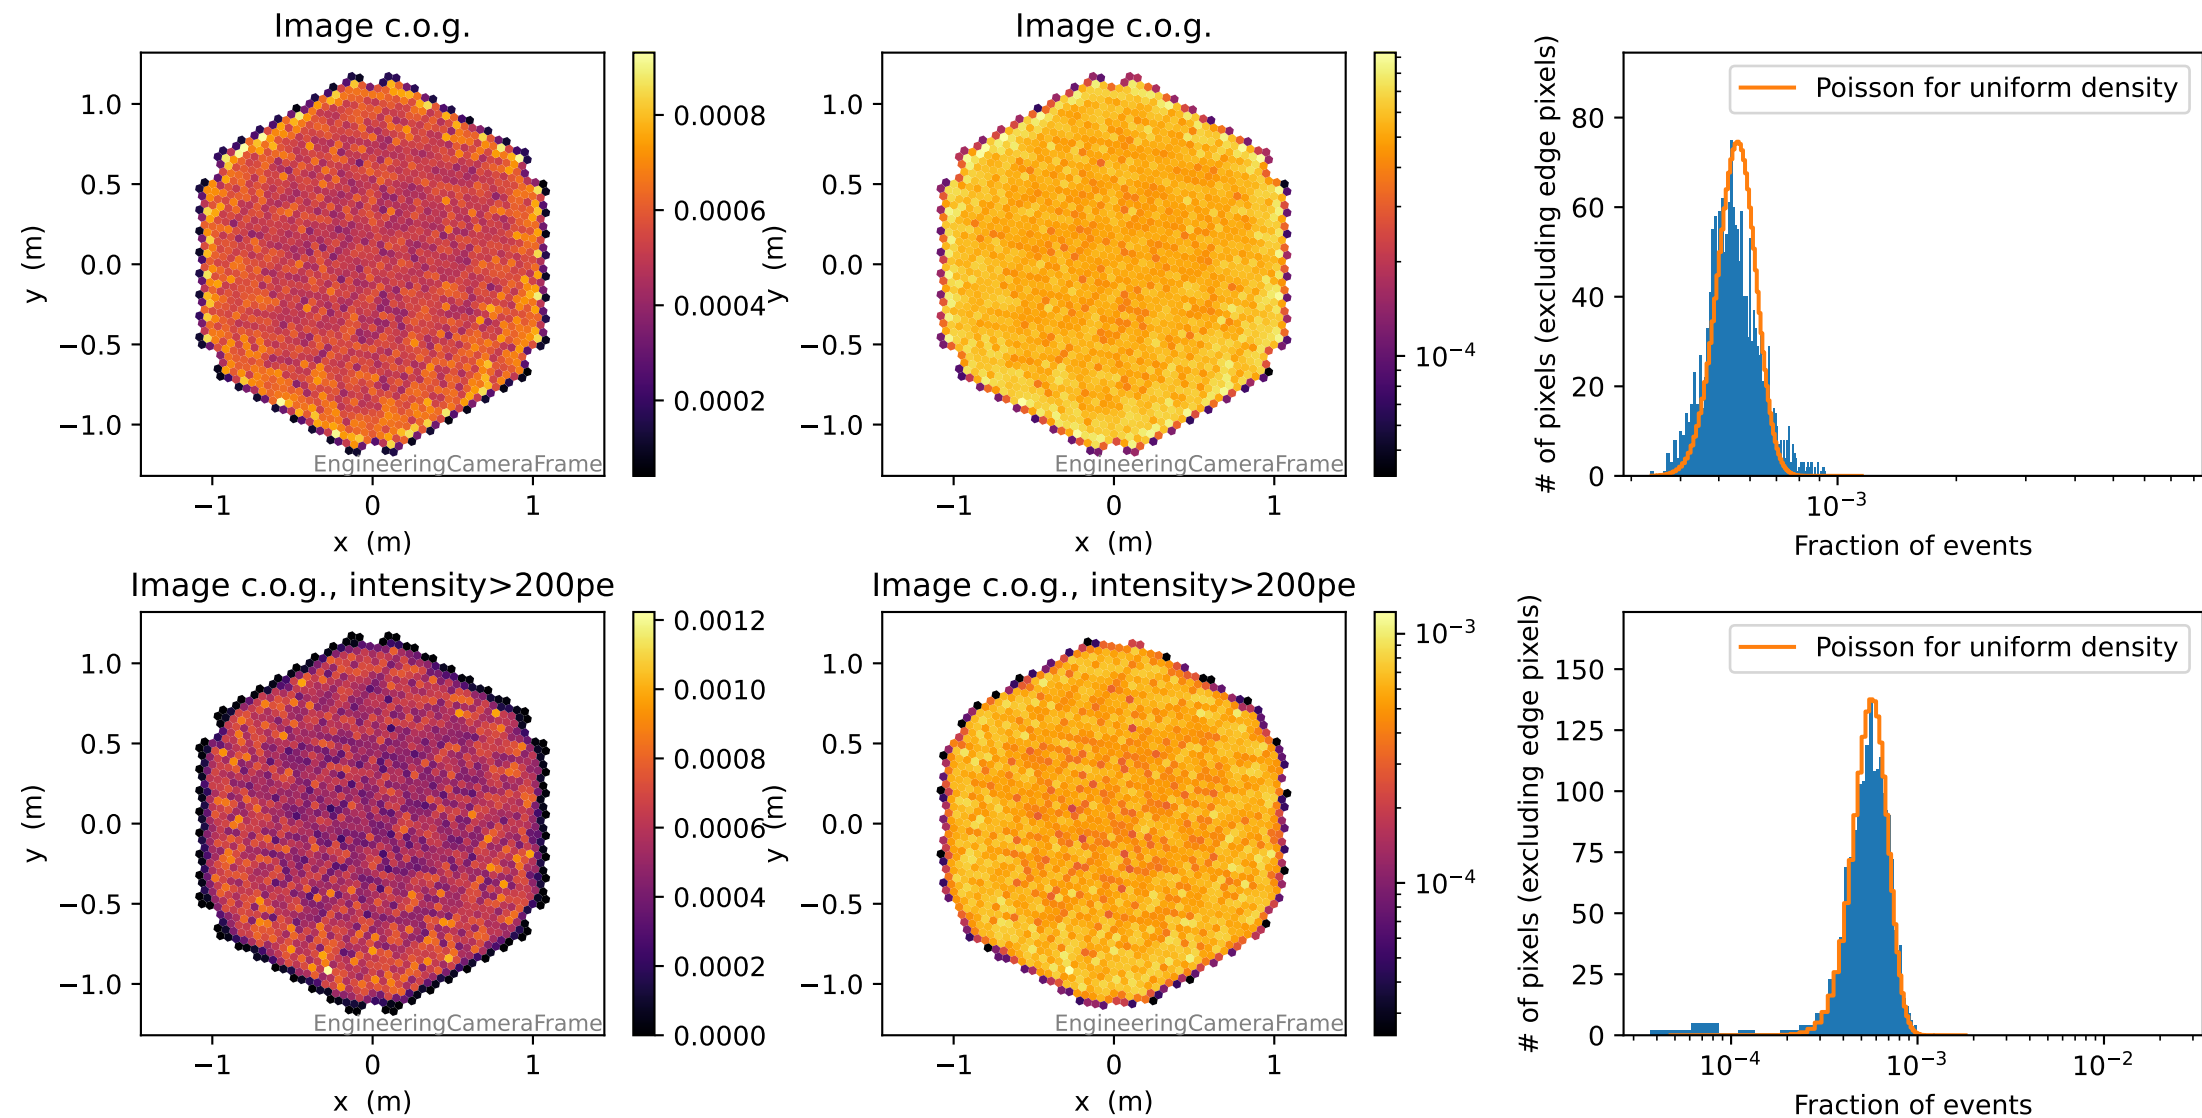 Image c.o.g.
1.0
0.5
0.0
−0.5
−1.0
y (m)
−1 0 1
x (m)
EngineeringCameraFrame
0.0008
0.0006
0.0004
0.0002
Image c.o.g.
1.0
0.5
0.0
−0.5
−1.0
y (m)
−1 0 1
x (m)
EngineeringCameraFrame
10−4
# of pixels (excluding edge pixels)
80
60
40
20
0
Poisson for uniform density
10−3
Fraction of events
Image c.o.g., intensity>200pe
1.0
0.5
0.0
−0.5
−1.0
y (m)
−1 0 1
x (m)
EngineeringCameraFrame
0.0012
0.0010
0.0008
0.0006
0.0004
0.0002
0.0000
Image c.o.g., intensity>200pe
1.0
0.5
0.0
−0.5
−1.0
y (m)
−1 0 1
x (m)
EngineeringCameraFrame
10−3
10−4
# of pixels (excluding edge pixels)
150
125
100
75
50
25
0
Poisson for uniform density
10−4 10−3 10−2
Fraction of events